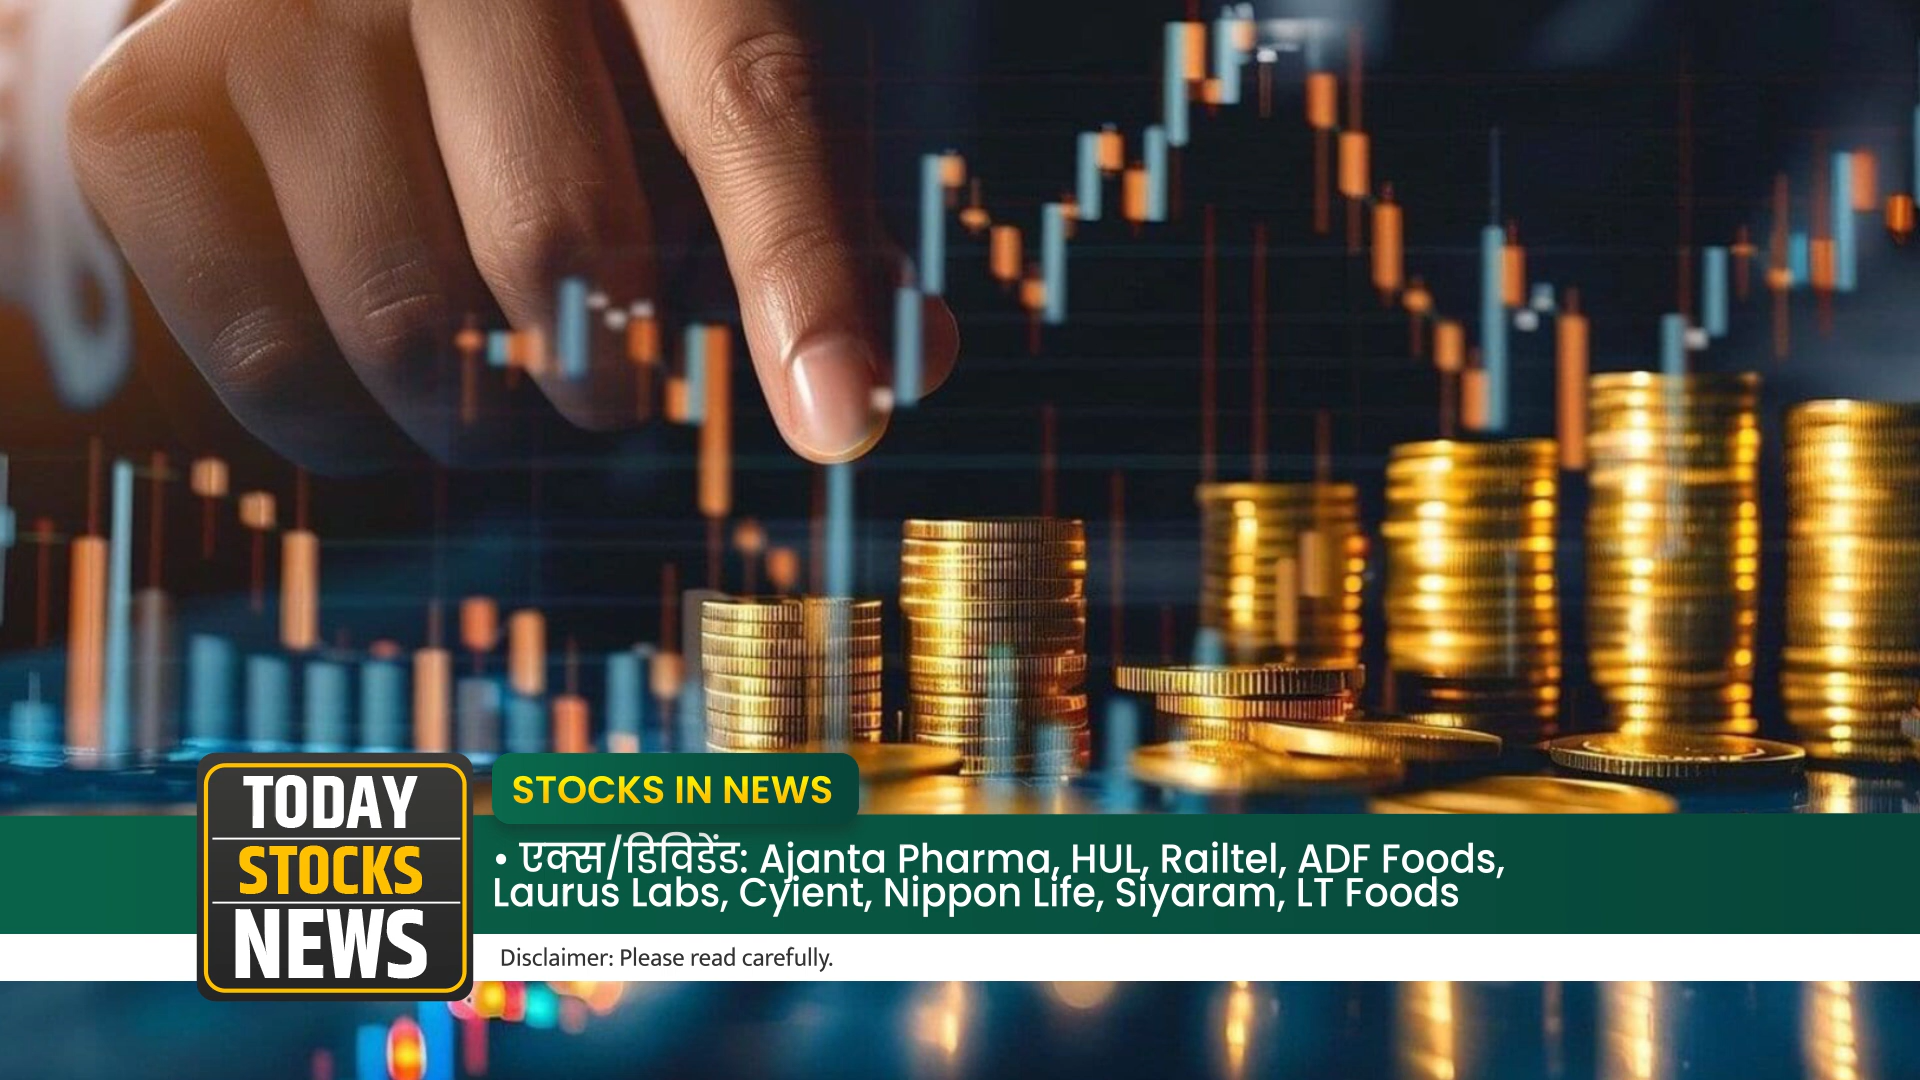 TODAY
STOCKS
NEWS
STOCKS IN NEWS
• एक्स/डिविडेंड: Ajanta Pharma, HUL, Railtel, ADF Foods,
Laurus Labs, Cyient, Nippon Life, Siyaram, LT Foods
Disclaimer: Please read carefully.